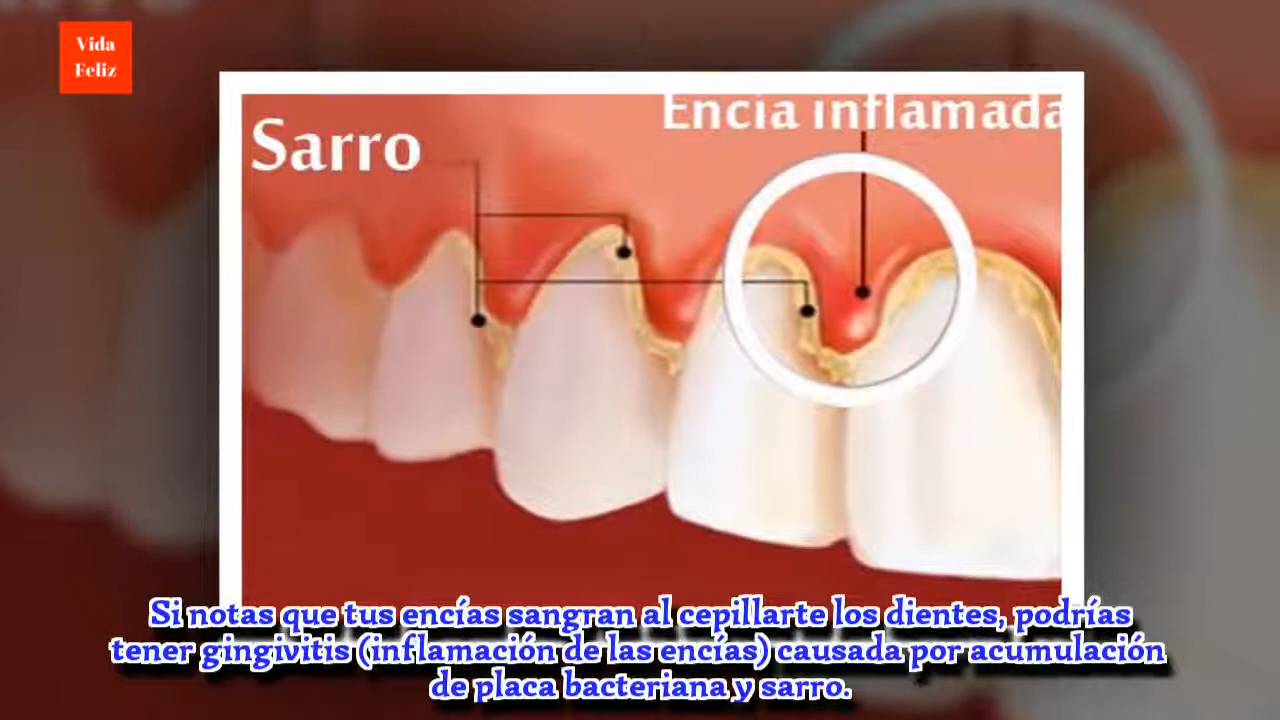 Vida
Feliz
Sarro
Encía inflamada
Si notas que tus encías sangran al cepillarte los dientes, podrías
tener gingivitis (inflamación de las encías) causada por acumulación
de placa bacteriana y sarro.